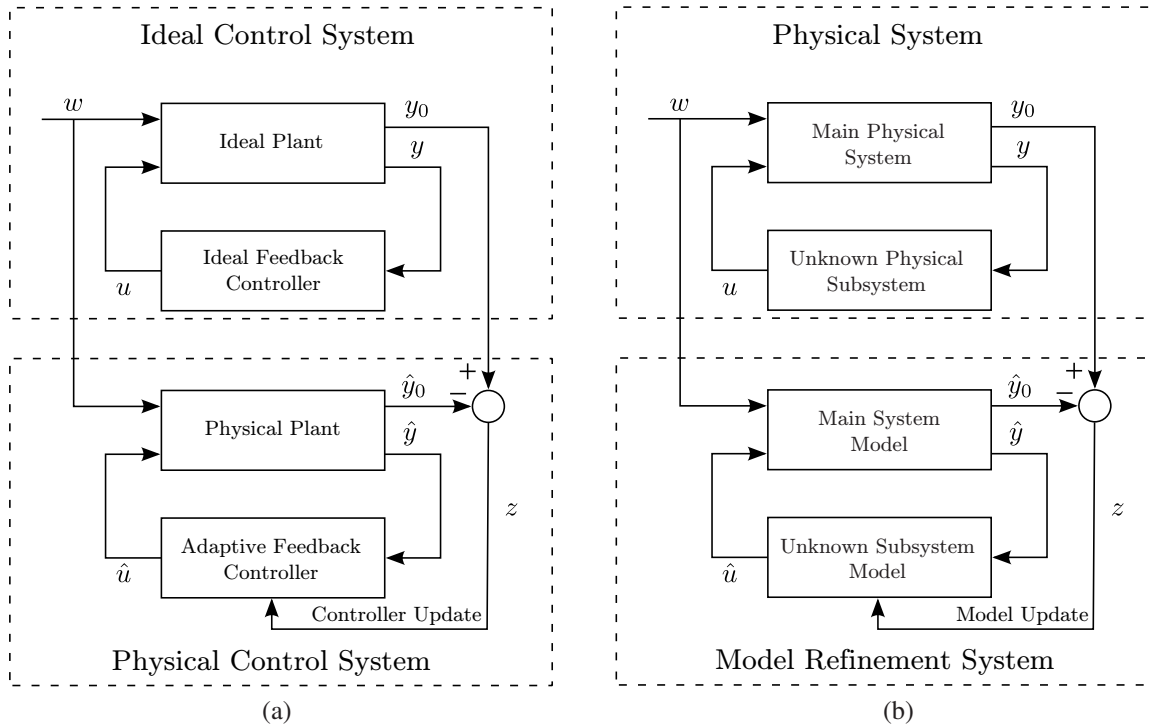 Ideal Control System
w
y₀
Ideal Plant
y
Ideal Feedback
Controller
u
+
−
ŷ₀
Physical Plant
ŷ
z
Adaptive Feedback
Controller
û
Controller Update
Physical Control System
(a)
Physical System
w
y₀
Main Physical
System
y
Unknown Physical
Subsystem
u
+
−
ŷ₀
Main System
Model
ŷ
z
Unknown Subsystem
Model
û
Model Update
Model Refinement System
(b)